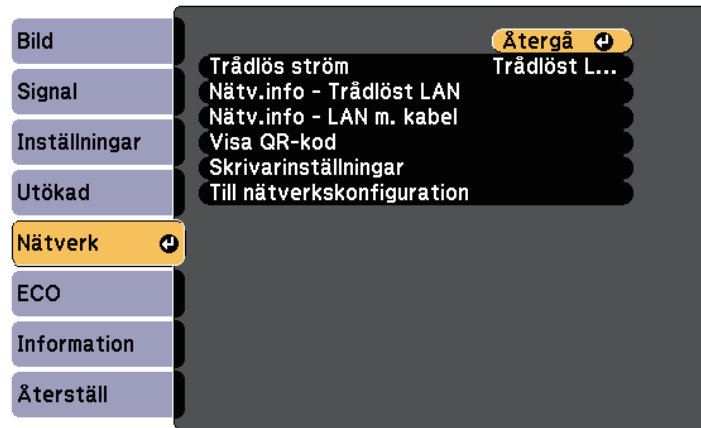 Bild
Signal
Inställningar
Utökad
Nätverk
ECO
Information
Återställ
Återgå
Trådlös ström Trådlöst L...
Nätv.info - Trådlöst LAN
Nätv.info - LAN m. kabel
Visa QR-kod
Skrivarinställningar
Till nätverkskonfiguration